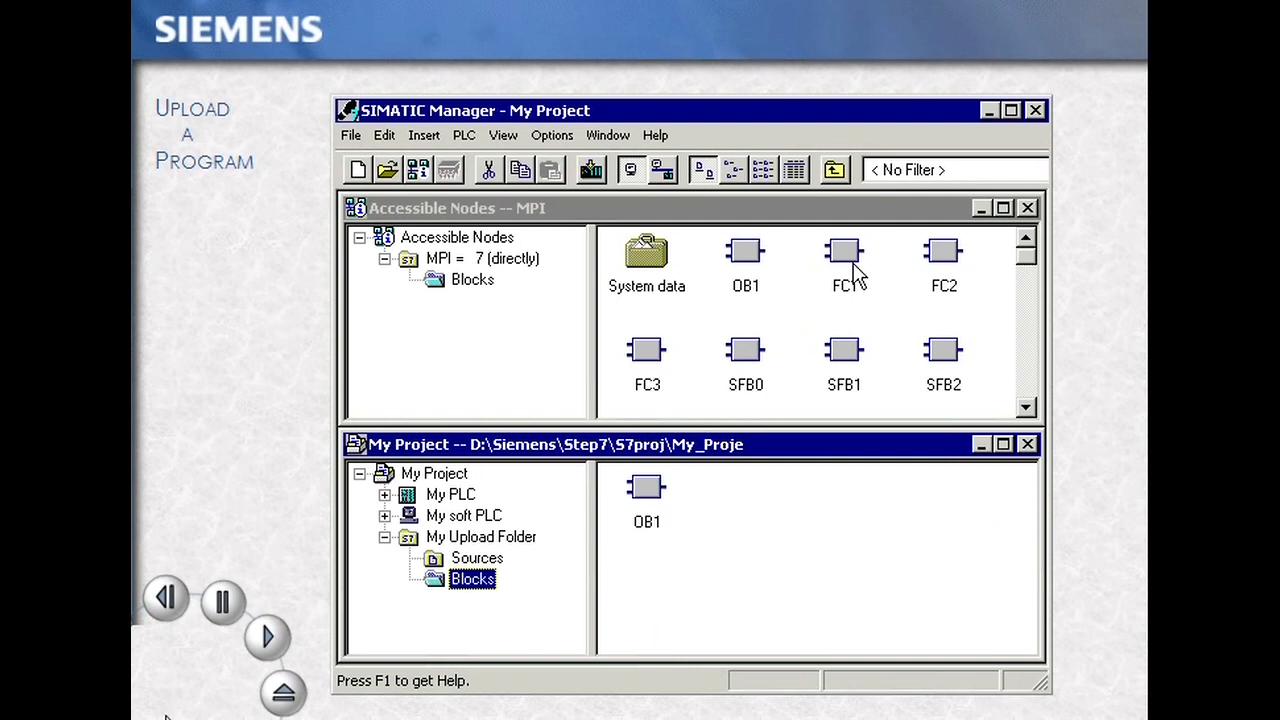 SIEMENS
UPLOAD
A
PROGRAM
SIMATIC Manager - My Project
File Edit Insert PLC View Options Window Help
< No Filter >
Accessible Nodes -- MPI
Accessible Nodes
MPI = 7 (directly)
Blocks
System data OB1 FC1 FC2
FC3 SFB0 SFB1 SFB2
My Project -- D:\Siemens\Step7\S7proj\My_Proje
My Project
My PLC
My soft PLC
My Upload Folder
Sources
Blocks
OB1
Press F1 to get Help.